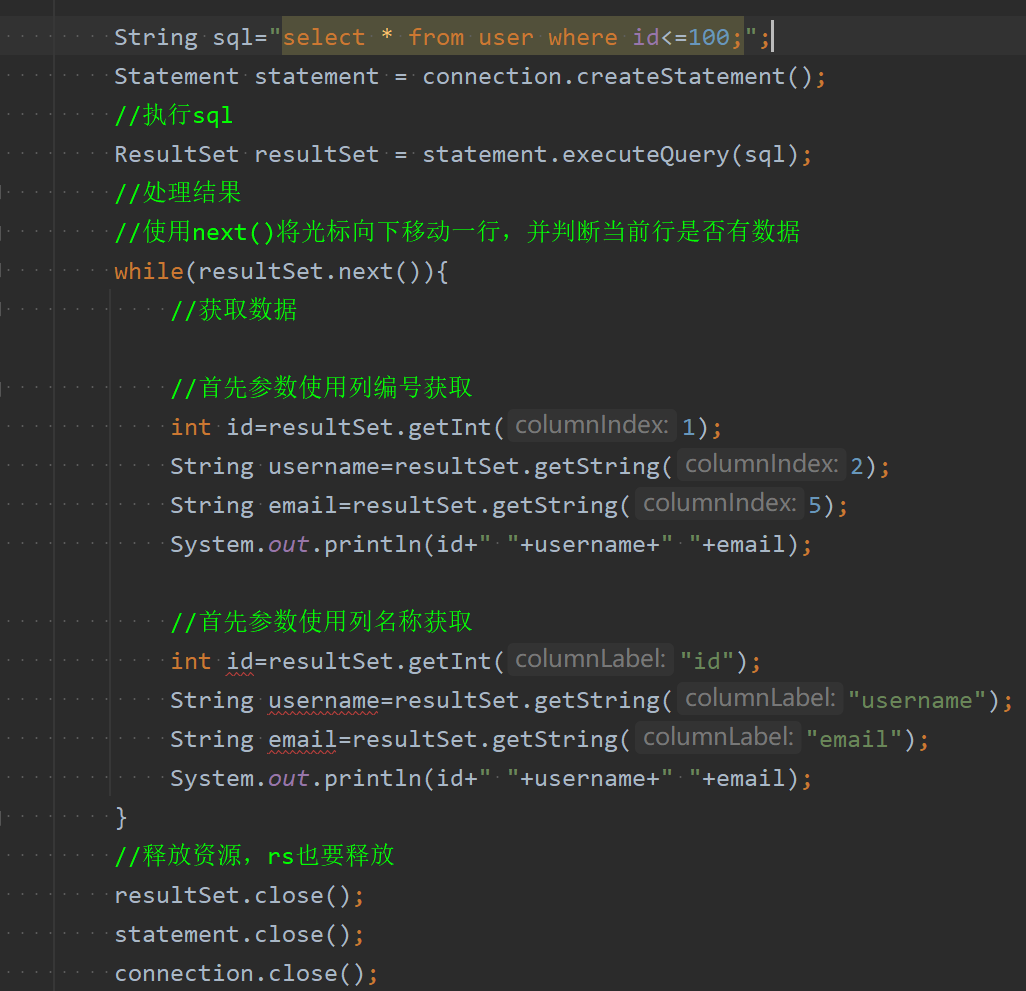 String sql="select * from user where id<=100;";
Statement statement = connection.createStatement();
//执行sql
ResultSet resultSet = statement.executeQuery(sql);
//处理结果
//使用next()将光标向下移动一行，并判断当前行是否有数据
while(resultSet.next()){
//获取数据
//首先参数使用列编号获取
int id=resultSet.getInt( columnIndex: 1);
String username=resultSet.getString( columnIndex: 2);
String email=resultSet.getString( columnIndex: 5);
System.out.println(id+" "+username+" "+email);
//首先参数使用列名称获取
int id=resultSet.getInt( columnLabel: "id");
String username=resultSet.getString( columnLabel: "username");
String email=resultSet.getString( columnLabel: "email");
System.out.println(id+" "+username+" "+email);
}
//释放资源，rs也要释放
resultSet.close();
statement.close();
connection.close();